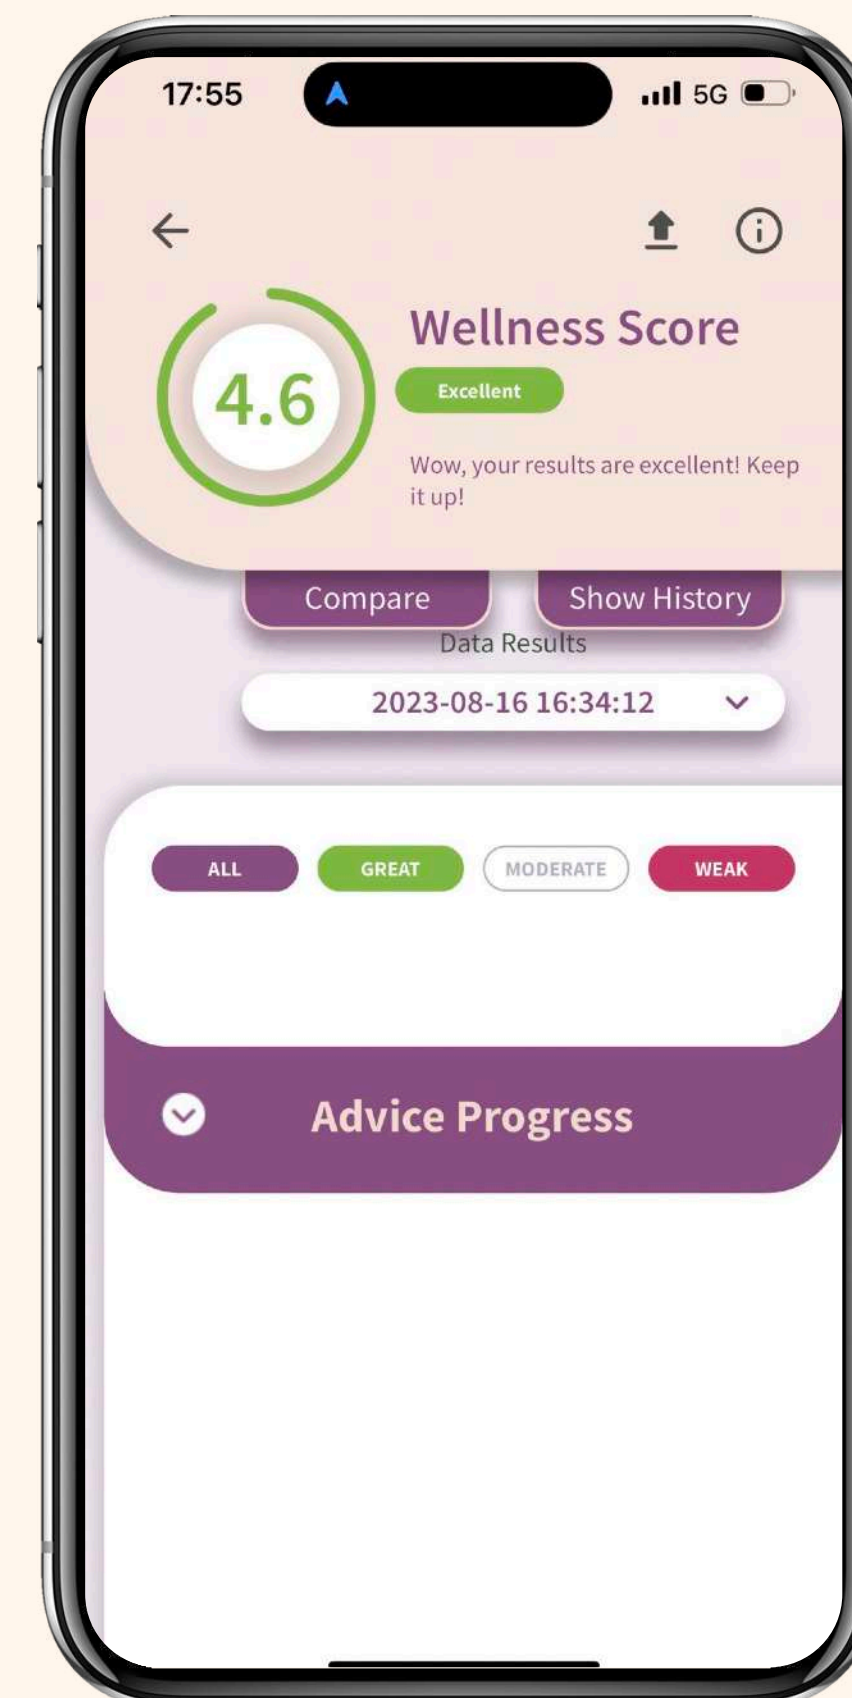 17:55
5G
4.6
Wellness Score
Excellent
Wow, your results are excellent! Keep
it up!
Compare
Show History
Data Results
2023-08-16 16:34:12
ALL
GREAT
MODERATE
WEAK
Advice Progress